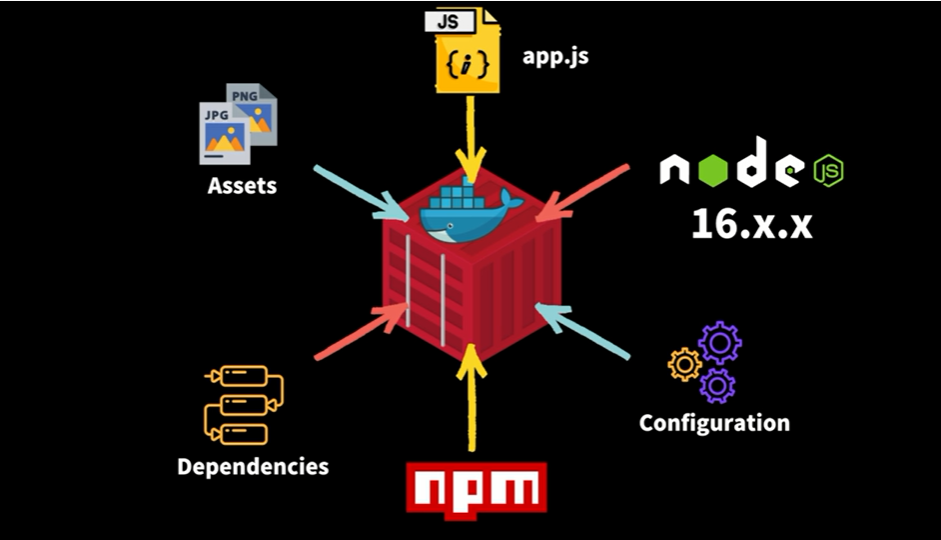 JS
{i}
app.js
PNG
JPG
Assets
node
JS
16.x.x
Configuration
Dependencies
npm